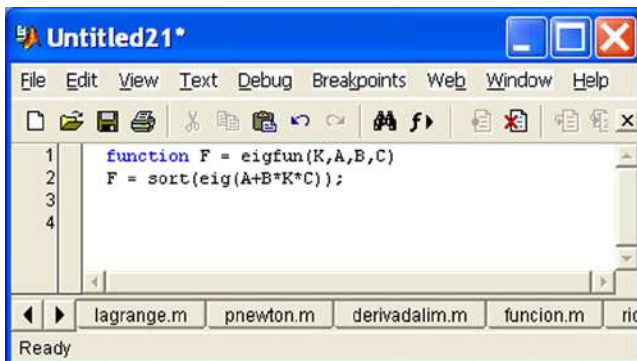 Untitled21*
File Edit View Text Debug Breakpoints Web Window Help
1 function F = eigfun(K,A,B,C)
2 F = sort(eig(A+B*K*C));
3
4
lagrange.m pnewton.m derivadalim.m funcion.m
Ready